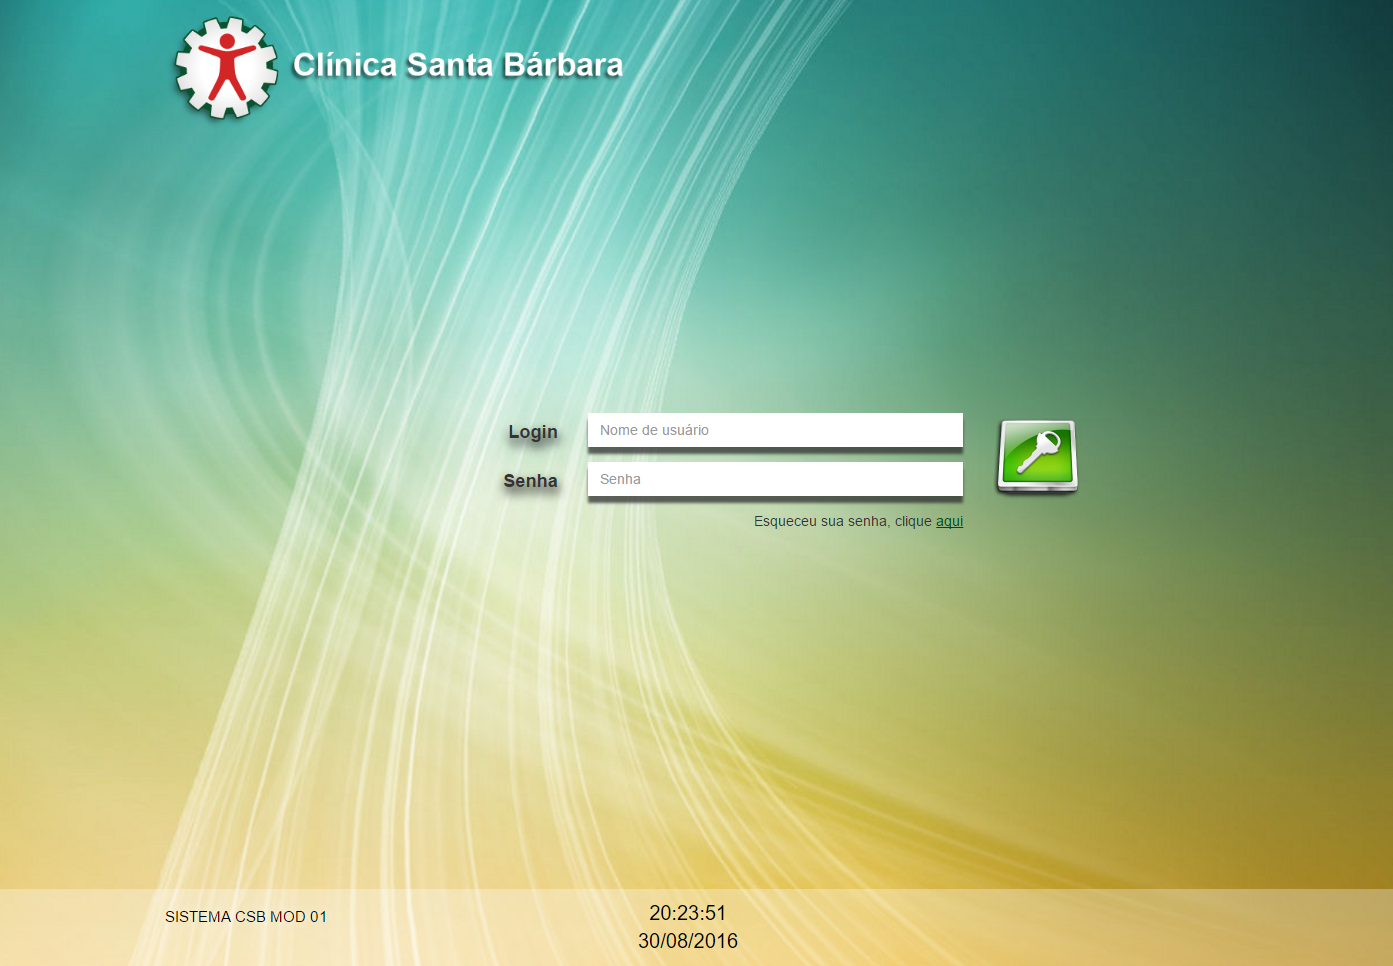 Clínica Santa Bárbara
Login
Nome de usuário
Senha
Senha
Esqueceu sua senha, clique aqui
SISTEMA CSB MOD 01
20:23:51
30/08/2016